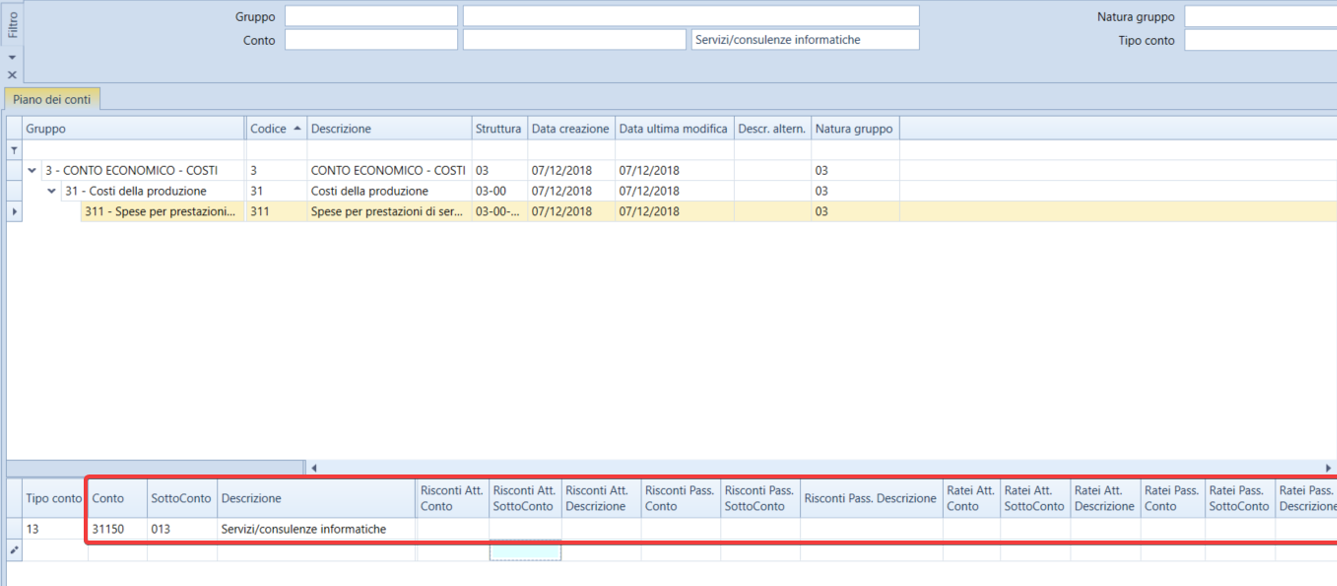 Filtro
Gruppo Natura gruppo
Conto Servizi/consulenze informatiche Tipo conto
Piano dei conti
Gruppo Codice Descrizione Struttura Data creazione Data ultima modifica Descr. altern. Natura gruppo
3 - CONTO ECONOMICO - COSTI 3 CONTO ECONOMICO - COSTI 03 07/12/2018 07/12/2018 03
31 - Costi della produzione 31 Costi della produzione 03-00 07/12/2018 07/12/2018 03
311 - Spese per prestazioni... 311 Spese per prestazioni di ser... 03-00-... 07/12/2018 07/12/2018 03
Tipo conto Conto SottoConto Descrizione Risconti Att. Conto Risconti Att. SottoConto Risconti Att. Descrizione Risconti Pass. Conto Risconti Pass. SottoConto Risconti Pass. Descrizione Ratei Att. Conto Ratei Att. SottoConto Ratei Att. Descrizione Ratei Pass. Conto Ratei Pass. SottoConto Ratei Pass. Descrizione
13 31150 013 Servizi/consulenze informatiche